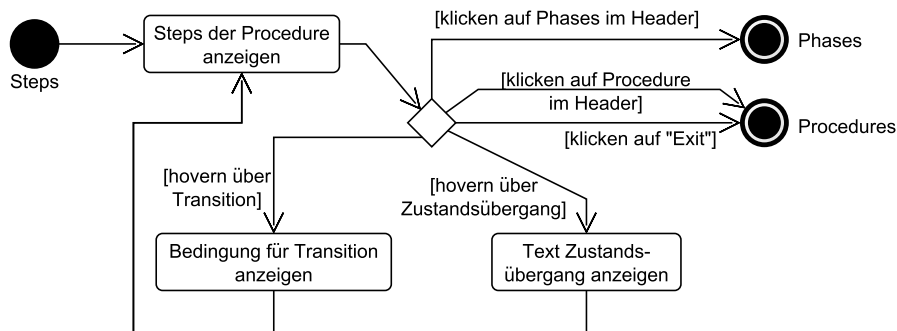 [klicken auf Phases im Header]
Steps der Procedure
anzeigen
Phases
Steps
[klicken auf Procedure
im Header]
Procedures
[klicken auf "Exit"]
[hovern über
Transition]
[hovern über
Zustandsübergang]
Bedingung für Transition
anzeigen
Text Zustands-
übergang anzeigen